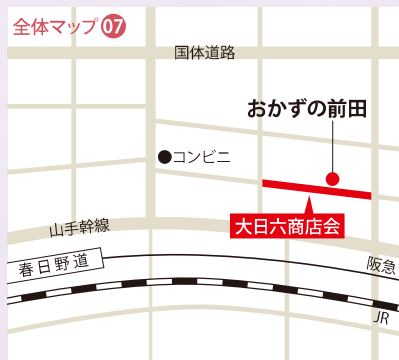 全体マップ 07
国体道路
おかずの前田
コンビニ
大日六商店会
山手幹線
春日野道
阪急
JR